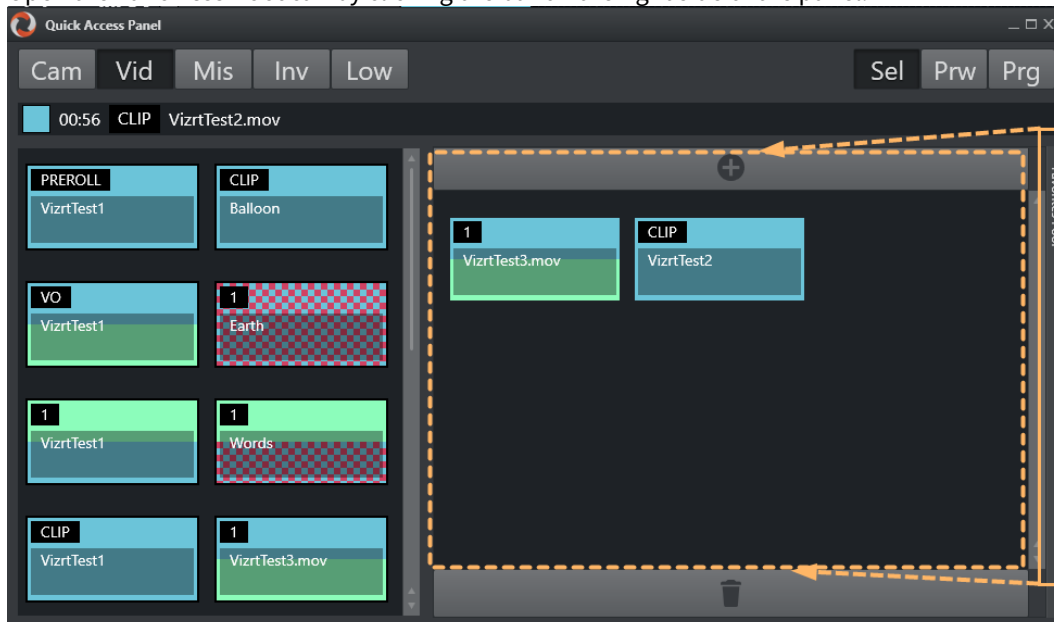 Quick Access Panel
Cam Vid Mis Inv Low Sel Prw Prg
00:56 CLIP VizrtTest2.mov
PREROLL
VizrtTest1
CLIP
Balloon
1
VizrtTest3.mov
CLIP
VizrtTest2
VO
VizrtTest1
1
Earth
1
VizrtTest1
1
Words
CLIP
VizrtTest1
1
VizrtTest3.mov